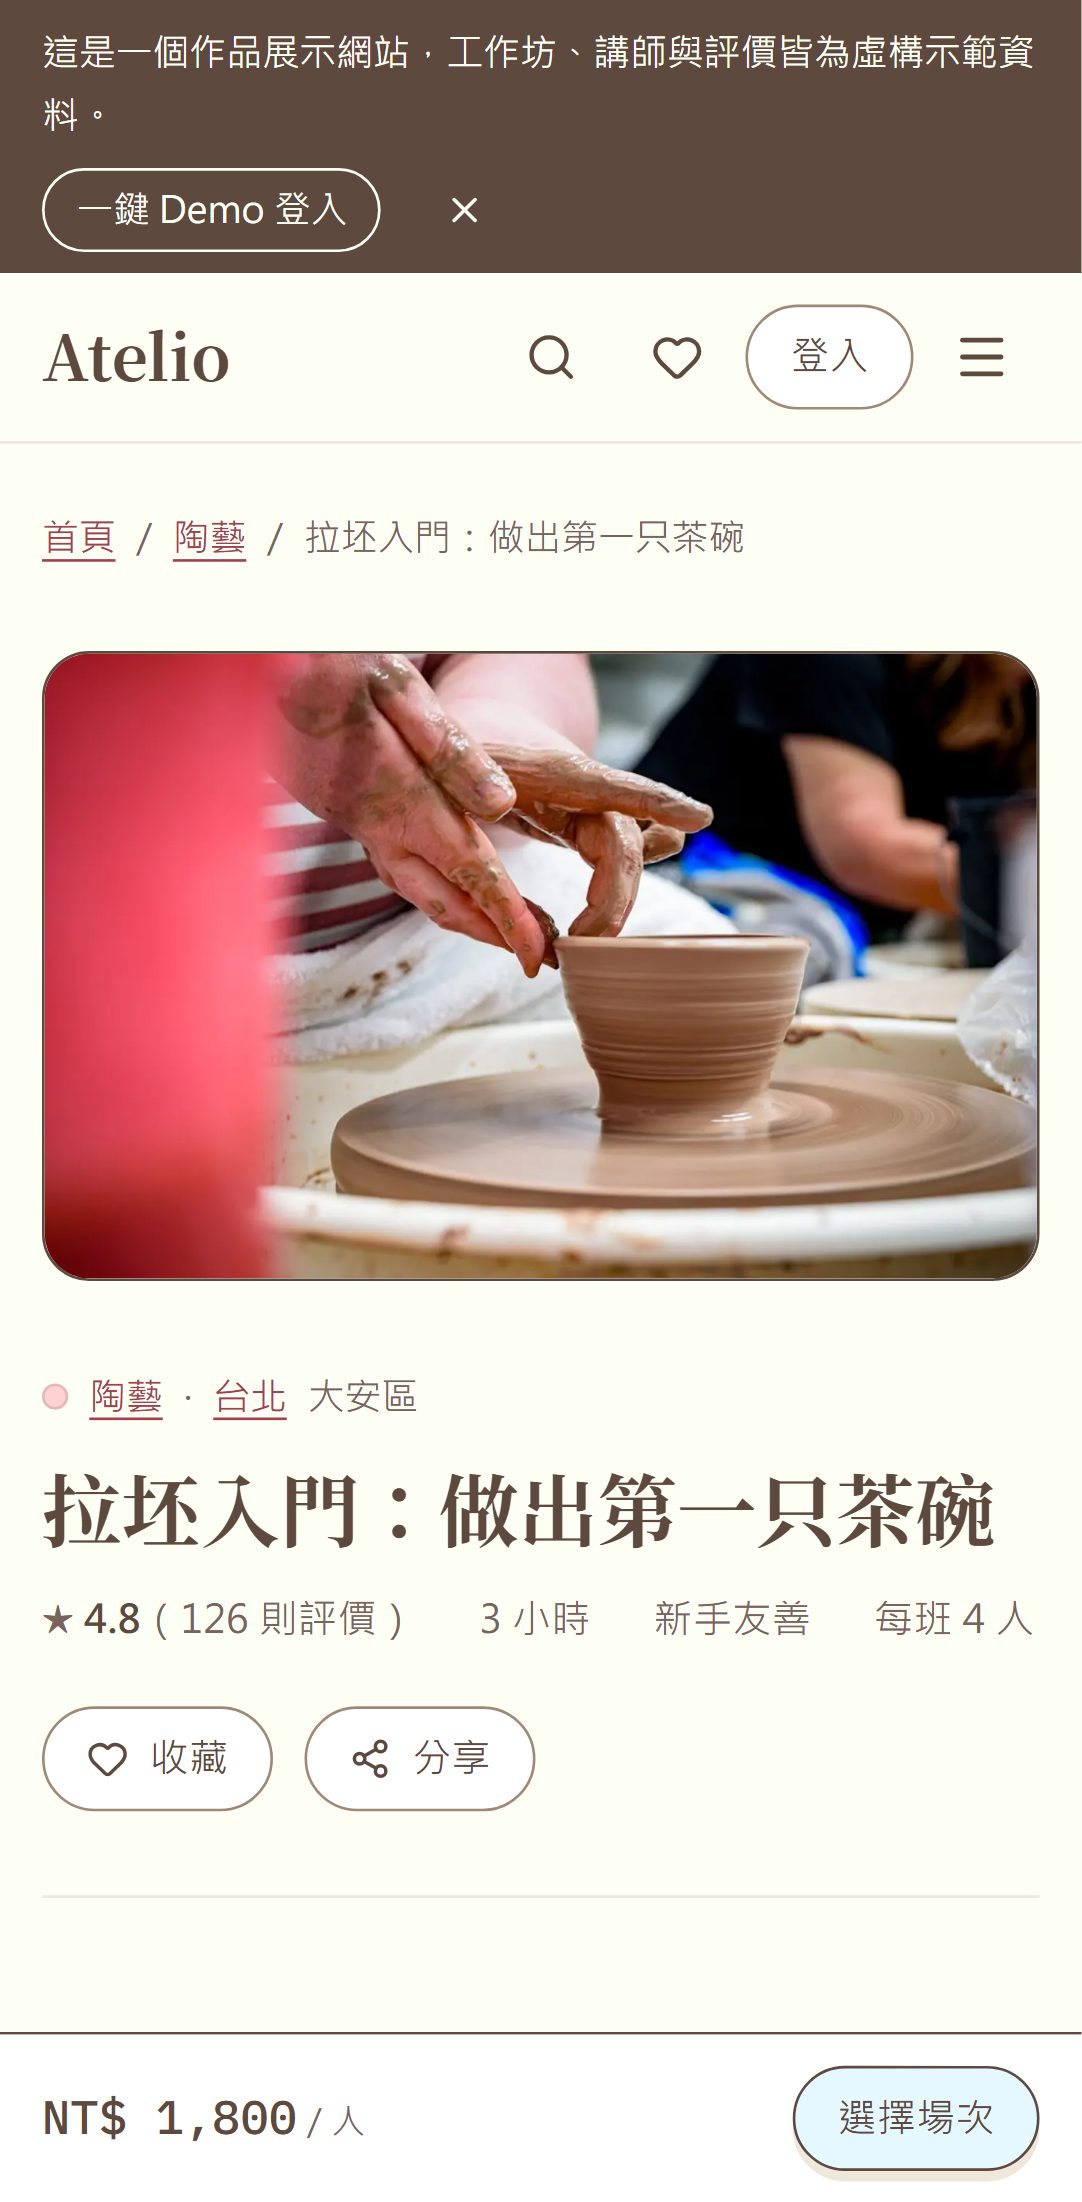 這是一個作品展示網站，工作坊、講師與評價皆為虛構示範資
料。
一鍵 Demo 登入
Atelio
登入
首頁 / 陶藝 / 拉坯入門：做出第一只茶碗
陶藝 · 台北 大安區
拉坯入門：做出第一只茶碗
★ 4.8 ( 126 則評價 ) 3 小時 新手友善 每班 4 人
收藏
分享
NT$ 1,800 / 人
選擇場次